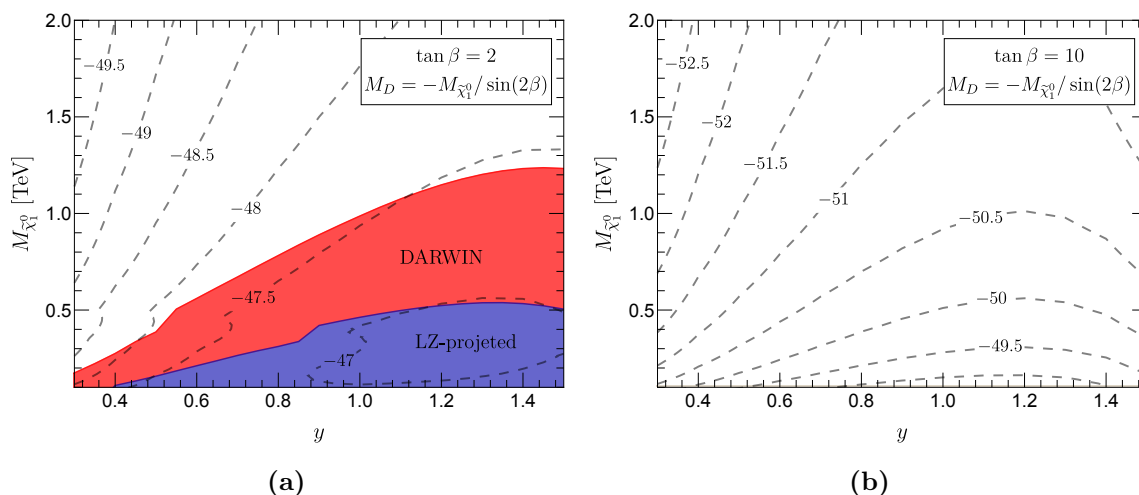 2.0
1.5
1.0
0.5
M_{\tilde{χ}_1^0} [TeV]
0.4 0.6 0.8 1.0 1.2 1.4
y
tan β = 2
M_D = −M_{\tilde{χ}_1^0}/ sin(2β)
−49.5
−49
−48.5
−48
−47.5
−47
DARWIN
LZ-projeted
(a)
2.0
1.5
1.0
0.5
M_{\tilde{χ}_1^0} [TeV]
0.4 0.6 0.8 1.0 1.2 1.4
y
tan β = 10
M_D = −M_{\tilde{χ}_1^0}/ sin(2β)
−52.5
−52
−51.5
−51
−50.5
−50
−49.5
(b)